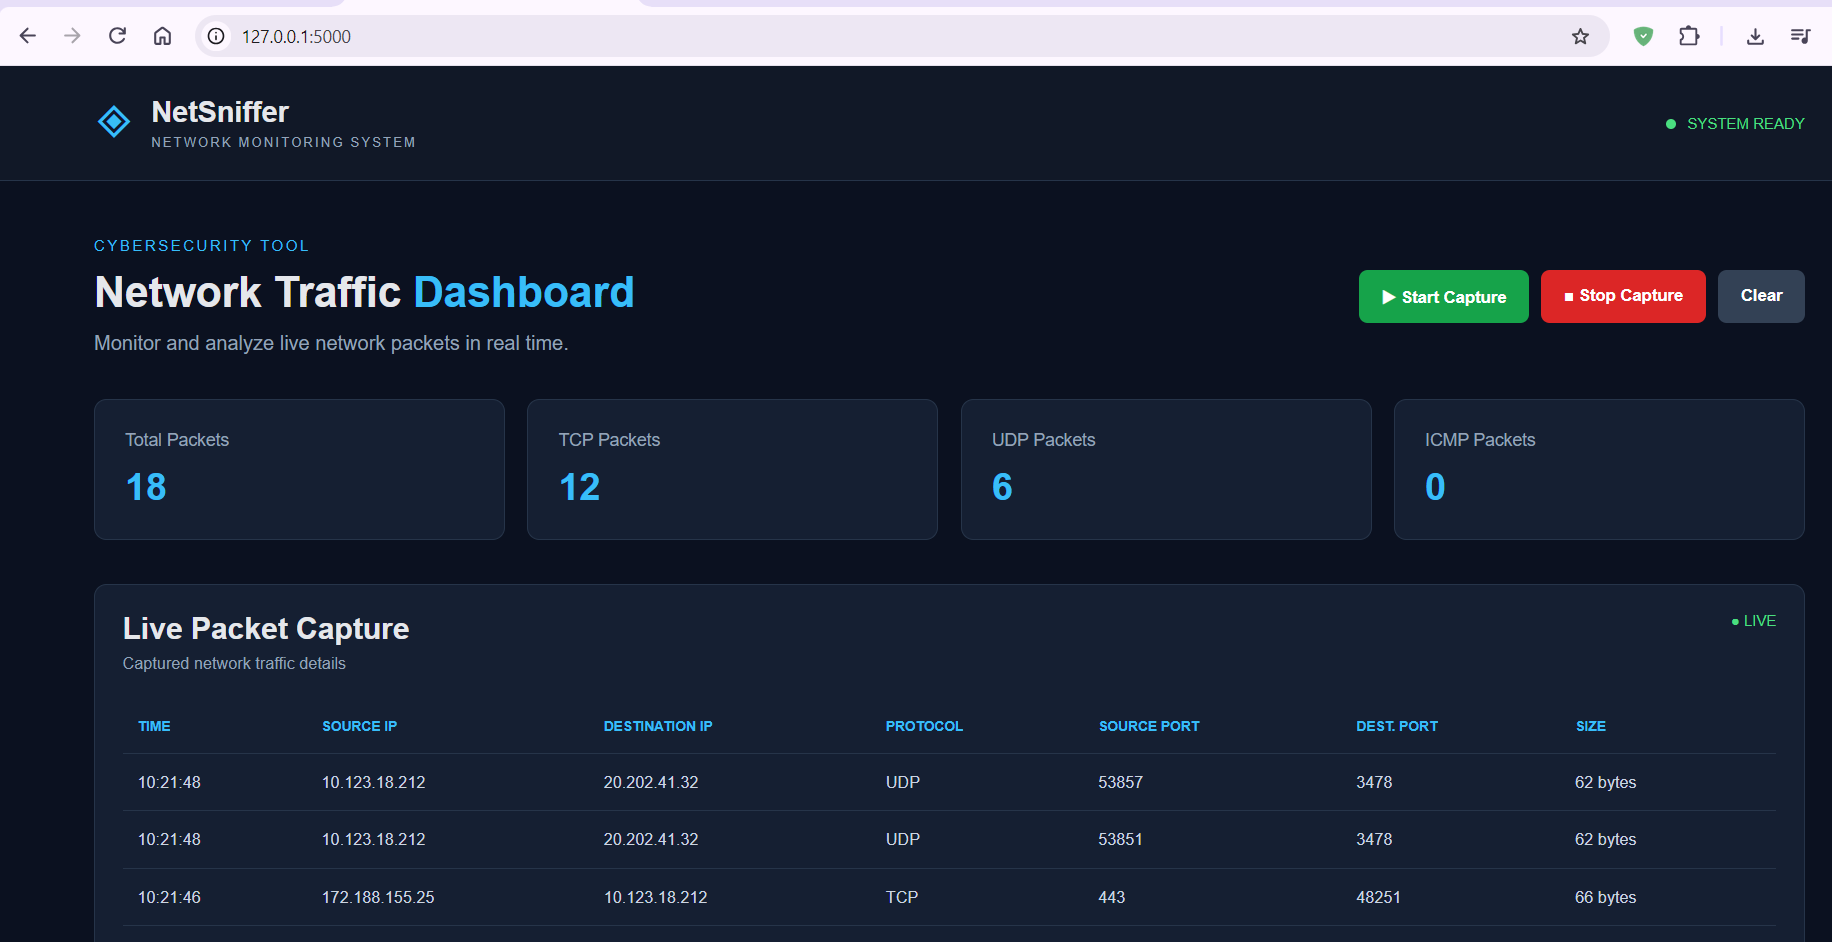 127.0.0.1:5000
NetSniffer
NETWORK MONITORING SYSTEM
● SYSTEM READY
CYBERSECURITY TOOL
Network Traffic Dashboard
Monitor and analyze live network packets in real time.
▶ Start Capture ■ Stop Capture Clear
Total Packets TCP Packets UDP Packets ICMP Packets
18 12 6 0
Live Packet Capture
● LIVE
Captured network traffic details
TIME SOURCE IP DESTINATION IP PROTOCOL SOURCE PORT DEST. PORT SIZE
10:21:48 10.123.18.212 20.202.41.32 UDP 53857 3478 62 bytes
10:21:48 10.123.18.212 20.202.41.32 UDP 53851 3478 62 bytes
10:21:46 172.188.155.25 10.123.18.212 TCP 443 48251 66 bytes